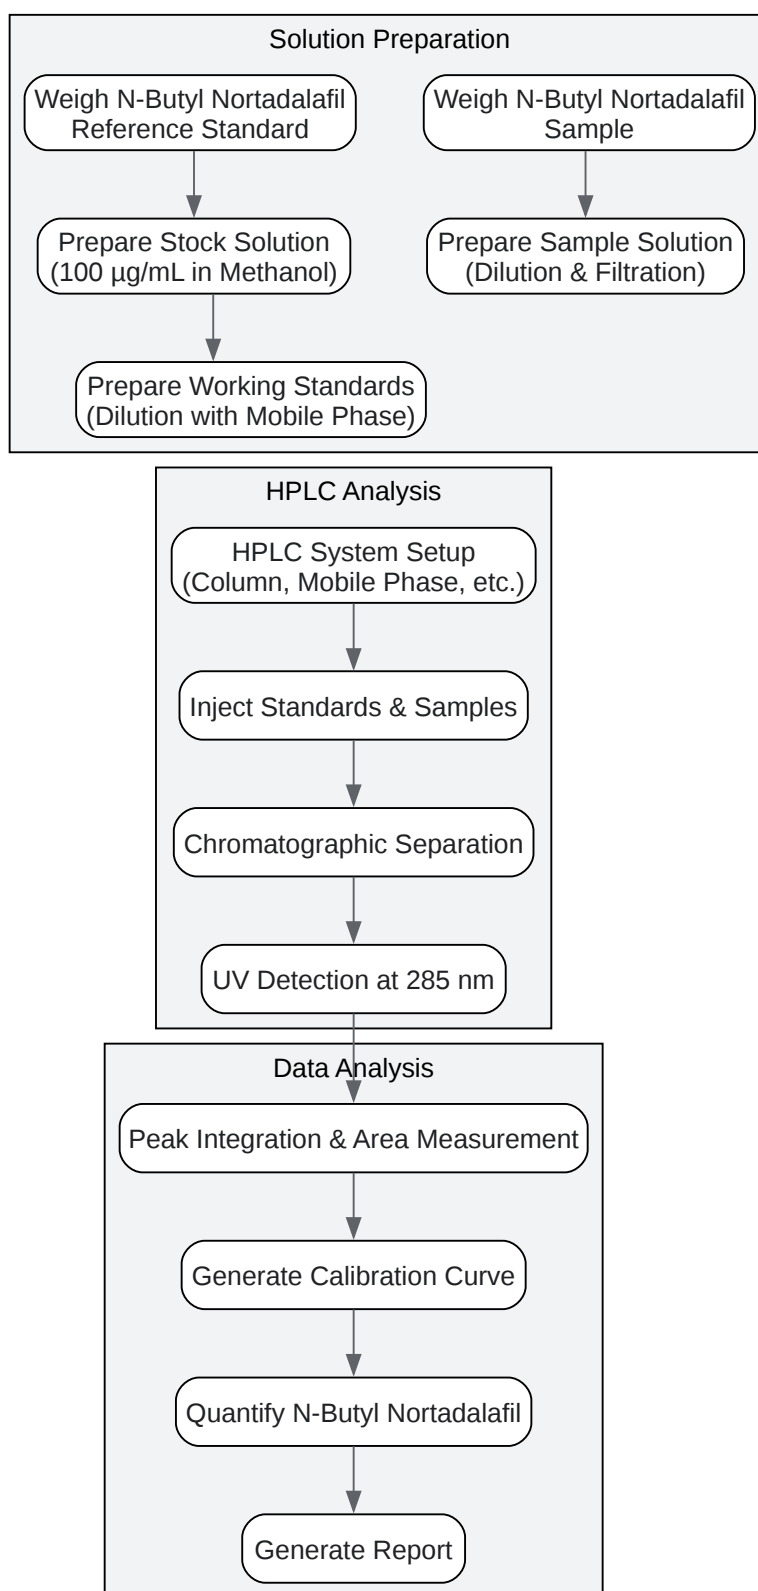 Solution Preparation
Weigh N-Butyl Nortadalafil
Reference Standard
Weigh N-Butyl Nortadalafil
Sample
Prepare Stock Solution
(100 µg/mL in Methanol)
Prepare Sample Solution
(Dilution & Filtration)
Prepare Working Standards
(Dilution with Mobile Phase)
HPLC Analysis
HPLC System Setup
(Column, Mobile Phase, etc.)
Inject Standards & Samples
Chromatographic Separation
UV Detection at 285 nm
Data Analysis
Peak Integration & Area Measurement
Generate Calibration Curve
Quantify N-Butyl Nortadalafil
Generate Report